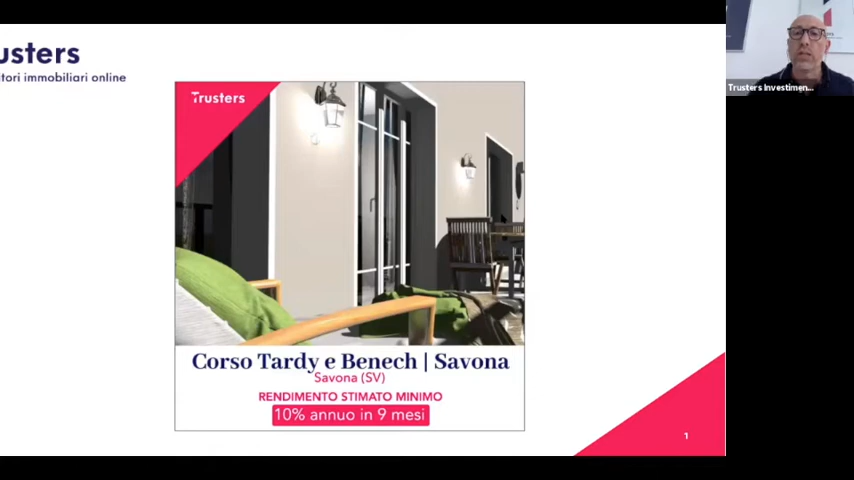 usters
itori immobiliari online
Trusters
Corso Tardy e Benech | Savona
Savona (SV)
RENDIMENTO STIMATO MINIMO
10% annuo in 9 mesi
1
Trusters Investimen...